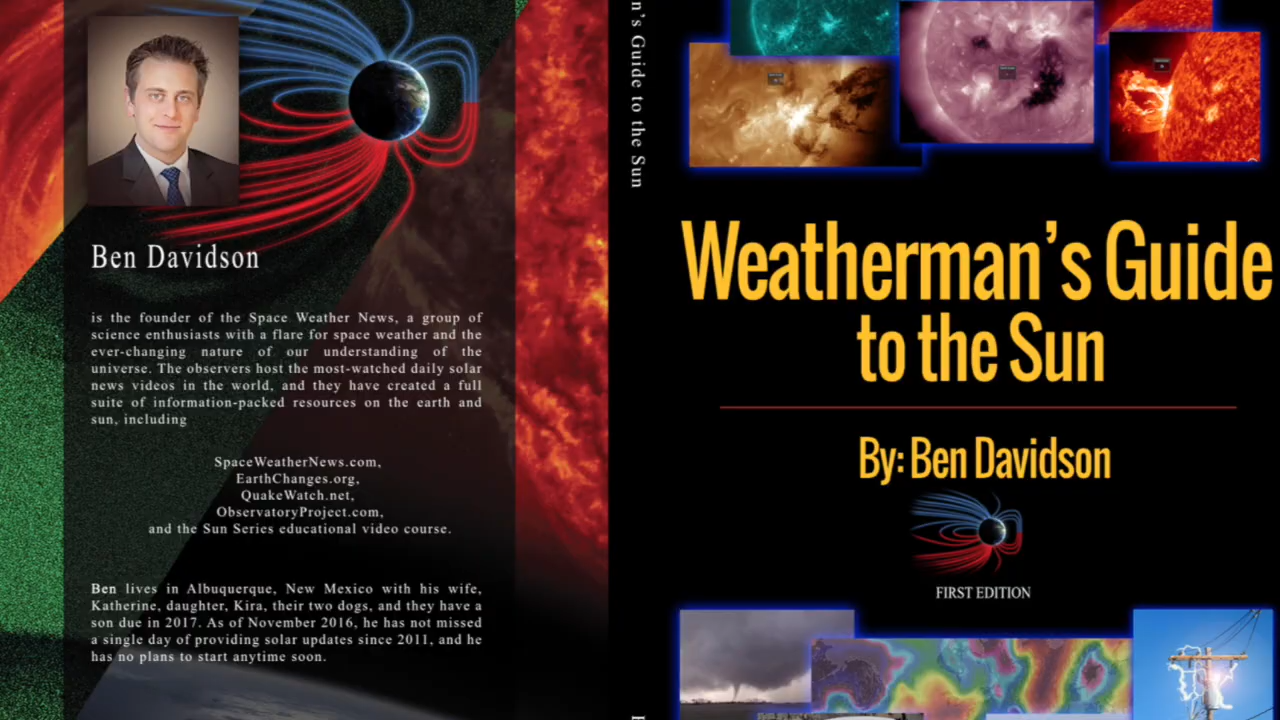 Ben Davidson
is the founder of the Space Weather News, a group of
science enthusiasts with a flare for space weather and the
ever-changing nature of our understanding of the
universe. The observers host the most-watched daily solar
news videos in the world, and they have created a full
suite of information-packed resources on the earth and
sun, including
SpaceWeatherNews.com,
EarthChanges.org,
QuakeWatch.net,
ObservatoryProject.com,
and the Sun Series educational video course.
Ben lives in Albuquerque, New Mexico with his wife,
Katherine, daughter, Kira, their two dogs, and they have a
son due in 2017. As of November 2016, he has not missed
a single day of providing solar updates since 2011, and he
has no plans to start anytime soon.
n's Guide to the Sun
Weatherman's Guide
to the Sun
By: Ben Davidson
FIRST EDITION